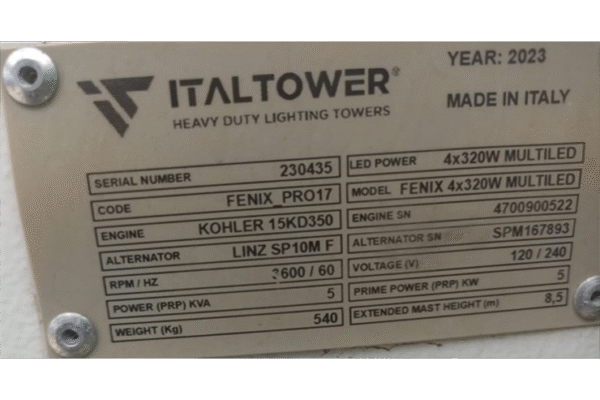 YEAR: 2023
ITALTOWER®
HEAVY DUTY LIGHTING TOWERS
MADE IN ITALY
SERIAL NUMBER 230435
LED POWER 4x320W MULTILED
CODE FENIX_PRO17
MODEL FENIX 4x320W MULTILED
ENGINE KOHLER 15KD350
ENGINE SN 4700900522
ALTERNATOR LINZ SP10M F
ALTERNATOR SN SPM167893
RPM / HZ 3600 / 60
VOLTAGE (V) 120 / 240
POWER (PRP) KVA 5
PRIME POWER (PRP) KW 5
WEIGHT (Kg) 540
EXTENDED MAST HEIGHT (m) 8,5